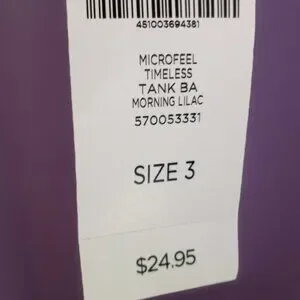 451003694381
MICROFEEL
TIMELESS
TANK BA
MORNING LILAC
570053331
SIZE 3
$24.95